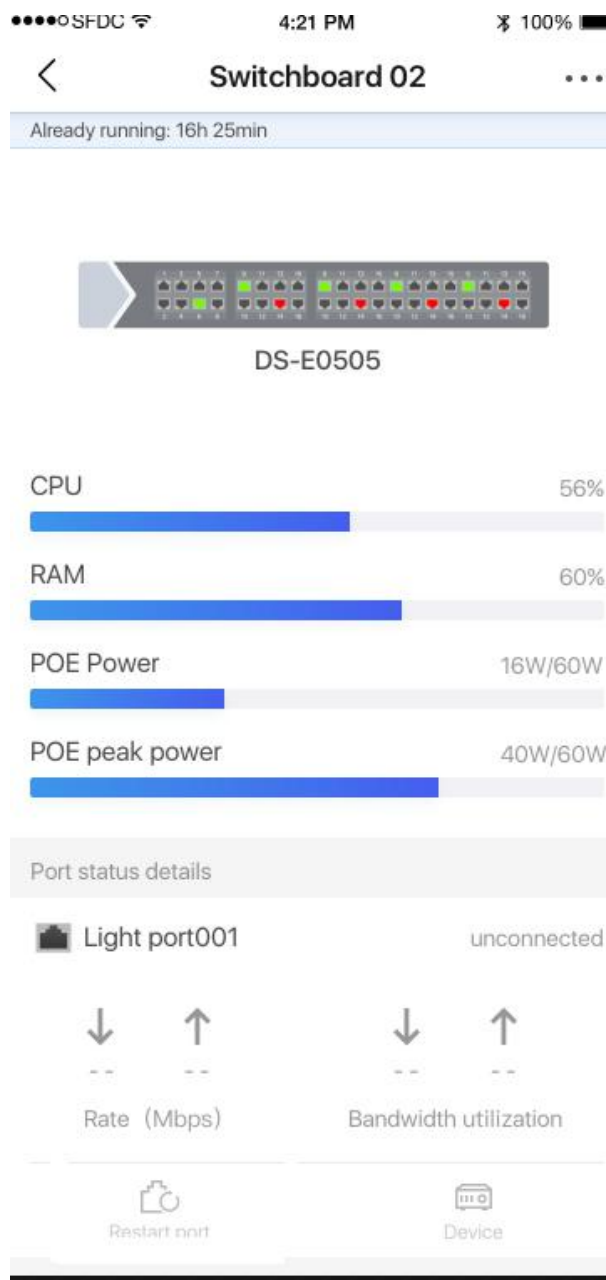 SFDC 4:21 PM 100%
Switchboard 02
Already running: 16h 25min
DS-E0505
CPU 56%
RAM 60%
POE Power 16W/60W
POE peak power 40W/60W
Port status details
Light port001 unconnected
-- -- -- --
Rate (Mbps) Bandwidth utilization
Restart port Device